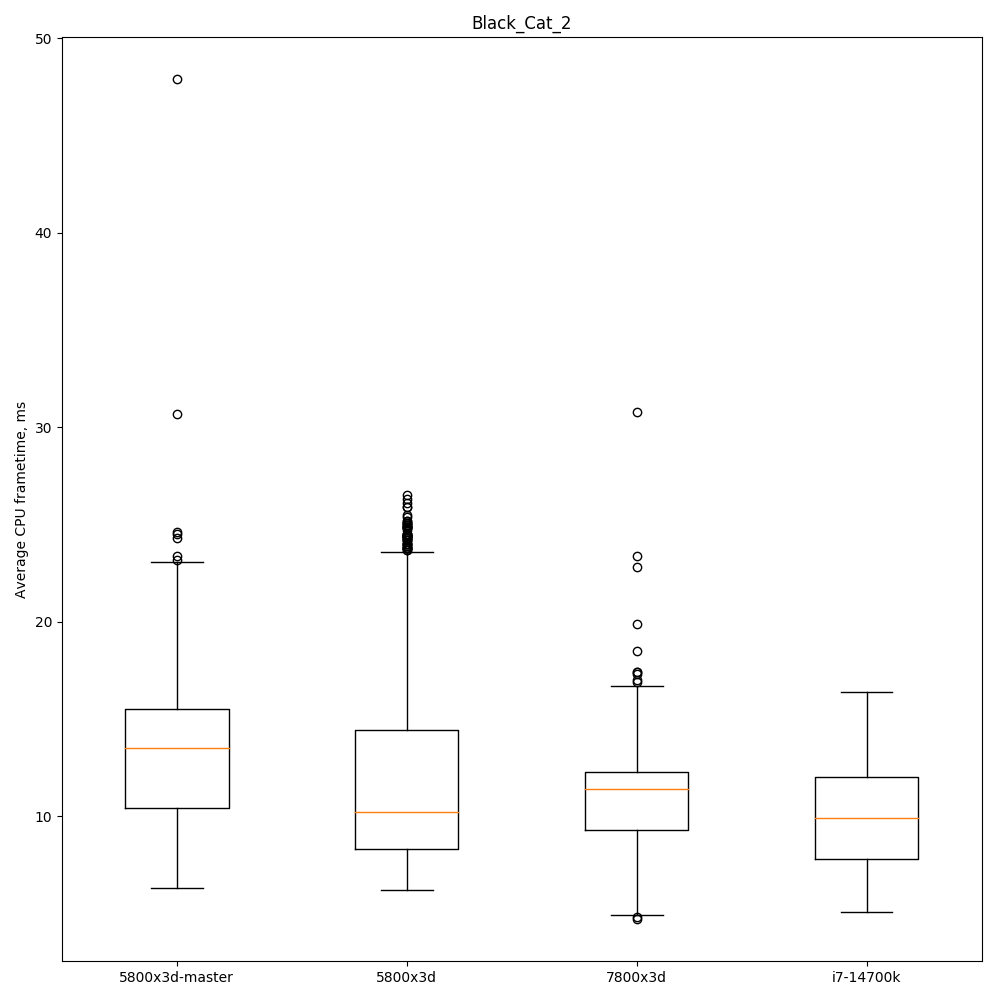 Black_Cat_2
Average CPU frametime, ms
50
40
30
20
10
5800x3d-master
5800x3d
7800x3d
i7-14700k